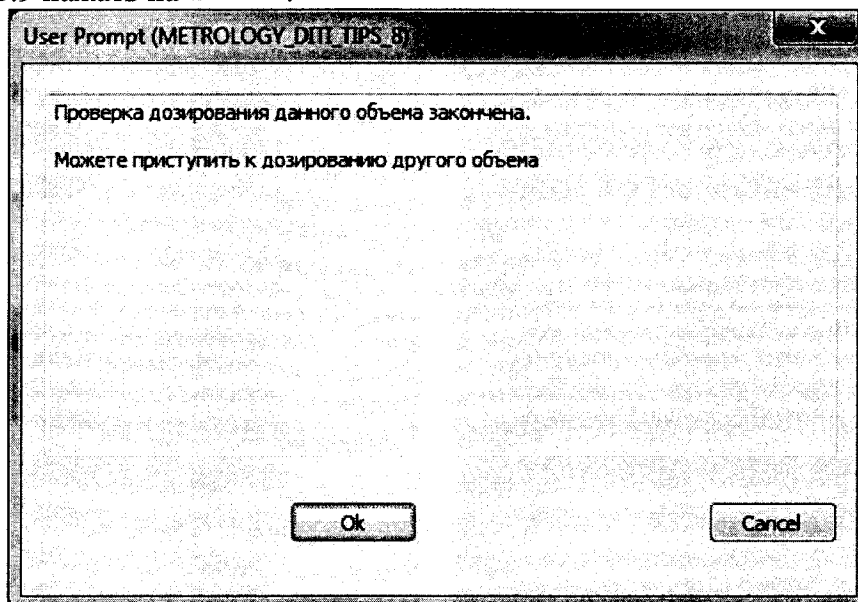 User Prompt (METROLOGY_DITI_TIPS_8)
X
Проверка дозирования данного объема закончена.
Можете приступить к дозированию другого объема
Ok
Cancel